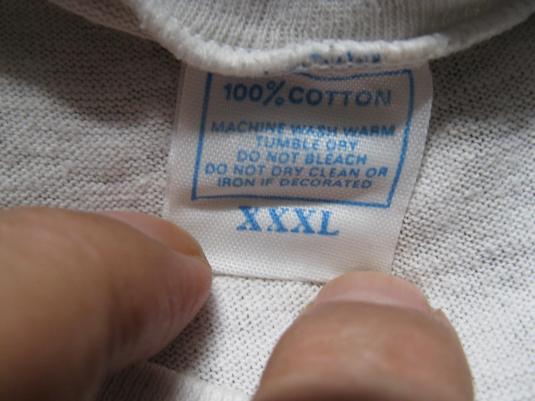 100% COTTON
MACHINE WASH WARM
TUMBLE DRY
DO NOT BLEACH
DO NOT DRY CLEAN OR
IRON IF DECORATED
XXXL